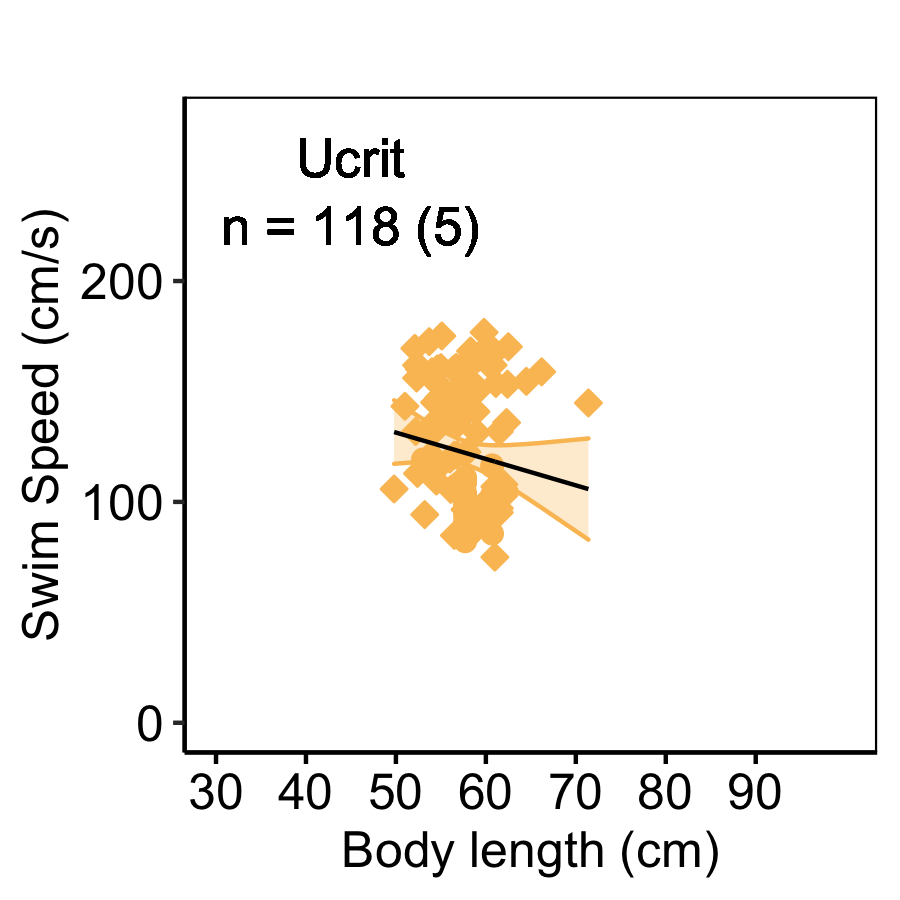 Ucrit
n = 118 (5)
Swim Speed (cm/s)
200
100
0
30 40 50 60 70 80 90
Body length (cm)